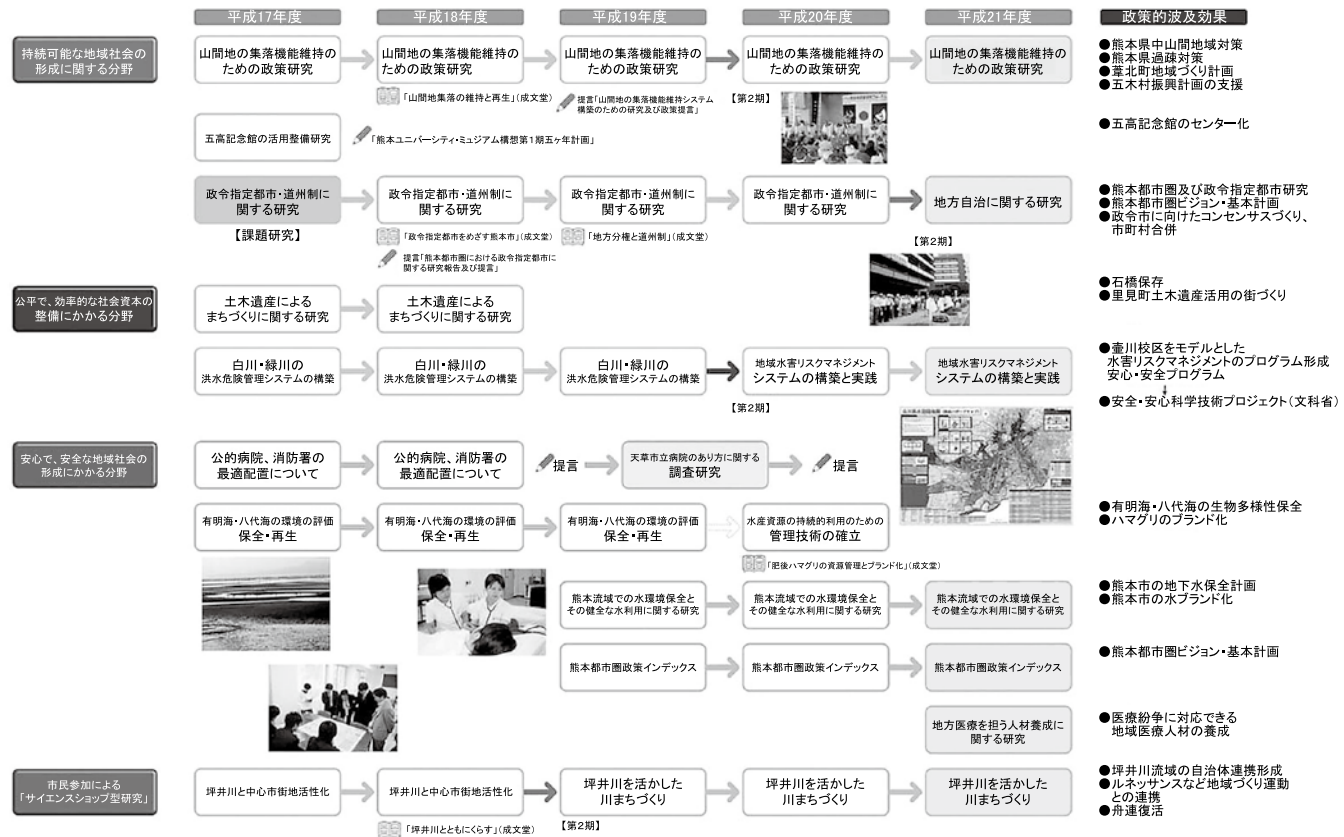 平成17年度
平成18年度
平成19年度
平成20年度
平成21年度
政策的波及効果
持続可能な地域社会の
形成に関する分野
山間地の集落機能維持の
ための政策研究
山間地の集落機能維持の
ための政策研究
山間地の集落機能維持の
ための政策研究
山間地の集落機能維持の
ための政策研究
山間地の集落機能維持の
ための政策研究
●熊本県中山間地域対策
●熊本県過疎対策
●葦北町地域づくり計画
●五木村振興計画の支援
「山間地集落の維持と再生」(成文堂)
提言「山間地の集落機能維持システム
構築のための研究及び政策提言」
【第2期】
五高記念館の活用整備研究
「熊本ユニバーシティ・ミュージアム構想第1期五ヶ年計画」
●五高記念館のセンター化
政令指定都市・道州制に
関する研究
政令指定都市・道州制に
関する研究
政令指定都市・道州制に
関する研究
政令指定都市・道州制に
関する研究
地方自治に関する研究
●熊本都市圏及び政令指定都市研究
●熊本都市圏ビジョン・基本計画
●政令市に向けたコンセンサスづくり、
市町村合併
【課題研究】
「政令指定都市をめざす熊本市」(成文堂)
「地方分権と道州制」(成文堂)
【第2期】
提言「熊本都市圏における政令指定都市に
関する研究報告及び提言」
公平で、効率的な社会資本の
整備にかかる分野
土木遺産による
まちづくりに関する研究
土木遺産による
まちづくりに関する研究
●石橋保存
●里見町土木遺産活用の街づくり
白川・緑川の
洪水危険管理システムの構築
白川・緑川の
洪水危険管理システムの構築
白川・緑川の
洪水危険管理システムの構築
地域水害リスクマネジメント
システムの構築と実践
地域水害リスクマネジメント
システムの構築と実践
●壷川校区をモデルとした
水害リスクマネジメントのプログラム形成
安心・安全プログラム
【第2期】
●安全・安心科学技術プロジェクト(文科省)
安心で、安全な地域社会の
形成にかかる分野
公的病院、消防署の
最適配置について
公的病院、消防署の
最適配置について
提言
天草市立病院のあり方に関する
調査研究
提言
有明海・八代海の環境の評価
保全・再生
有明海・八代海の環境の評価
保全・再生
有明海・八代海の環境の評価
保全・再生
水産資源の持続的利用のための
管理技術の確立
●有明海・八代海の生物多様性保全
●ハマグリのブランド化
「肥後ハマグリの資源管理とブランド化」(成文堂)
熊本流域での水環境保全と
その健全な水利用に関する研究
熊本流域での水環境保全と
その健全な水利用に関する研究
熊本流域での水環境保全と
その健全な水利用に関する研究
●熊本市の地下水保全計画
●熊本市の水ブランド化
熊本都市圏政策インデックス
熊本都市圏政策インデックス
熊本都市圏政策インデックス
●熊本都市圏ビジョン・基本計画
地方医療を担う人材養成に
関する研究
●医療紛争に対応できる
地域医療人材の養成
市民参加による
「サイエンスショップ型研究」
坪井川と中心市街地活性化
坪井川と中心市街地活性化
坪井川を活かした
川まちづくり
坪井川を活かした
川まちづくり
坪井川を活かした
川まちづくり
●坪井川流域の自治体連携形成
●ルネッサンスなど地域づくり運動
との連携
●舟運復活
「坪井川とともにくらす」(成文堂)
【第2期】